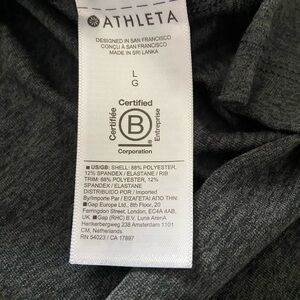 ATHLETA
DESIGNED IN SAN FRANCISCO
CONÇU À SAN FRANCISCO
MADE IN SRI LANKA
L
G
Certified
Certifiée
B
Entreprise
Corporation
■ US/GB: SHELL: 88% POLYESTER,
12% SPANDEX / ELASTANE / RIB
TRIM: 88% POLYESTER, 12%
SPANDEX / ELASTANE
DISTRIBUIDO POR / Imported
By/Importe Par / ΕΙΣΑΓΕΤΑΙ ΑΠΟ ΤΗΝ:
■ Gap Europe Ltd., 8th Floor, 20
Farringdon Street, London, EC4A 4AB,
UK, ■ Gap (RHC) B.V. Luna ArenA
Herikerbergweg 238 Amsterdam 1101
CM, Netherlands
RN 54023 / CA 17897